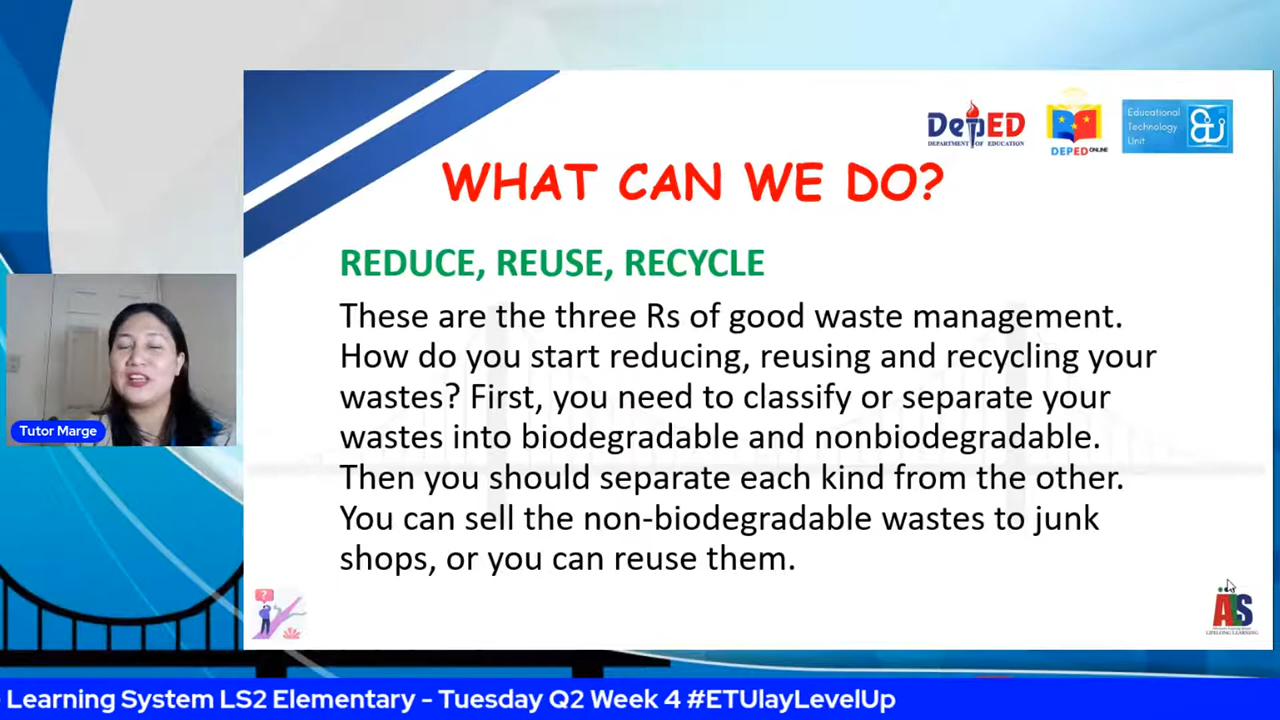 DepED
DEPARTMENT OF EDUCATION
DEPED ONLINE
Educational
Technology
Unit
WHAT CAN WE DO?
REDUCE, REUSE, RECYCLE
These are the three Rs of good waste management.
How do you start reducing, reusing and recycling your
wastes? First, you need to classify or separate your
wastes into biodegradable and nonbiodegradable.
Then you should separate each kind from the other.
You can sell the non-biodegradable wastes to junk
shops, or you can reuse them.
Tutor Marge
?
ALS
LIFELONG LEARNING
Learning System LS2 Elementary - Tuesday Q2 Week 4 #ETUlayLevelUp